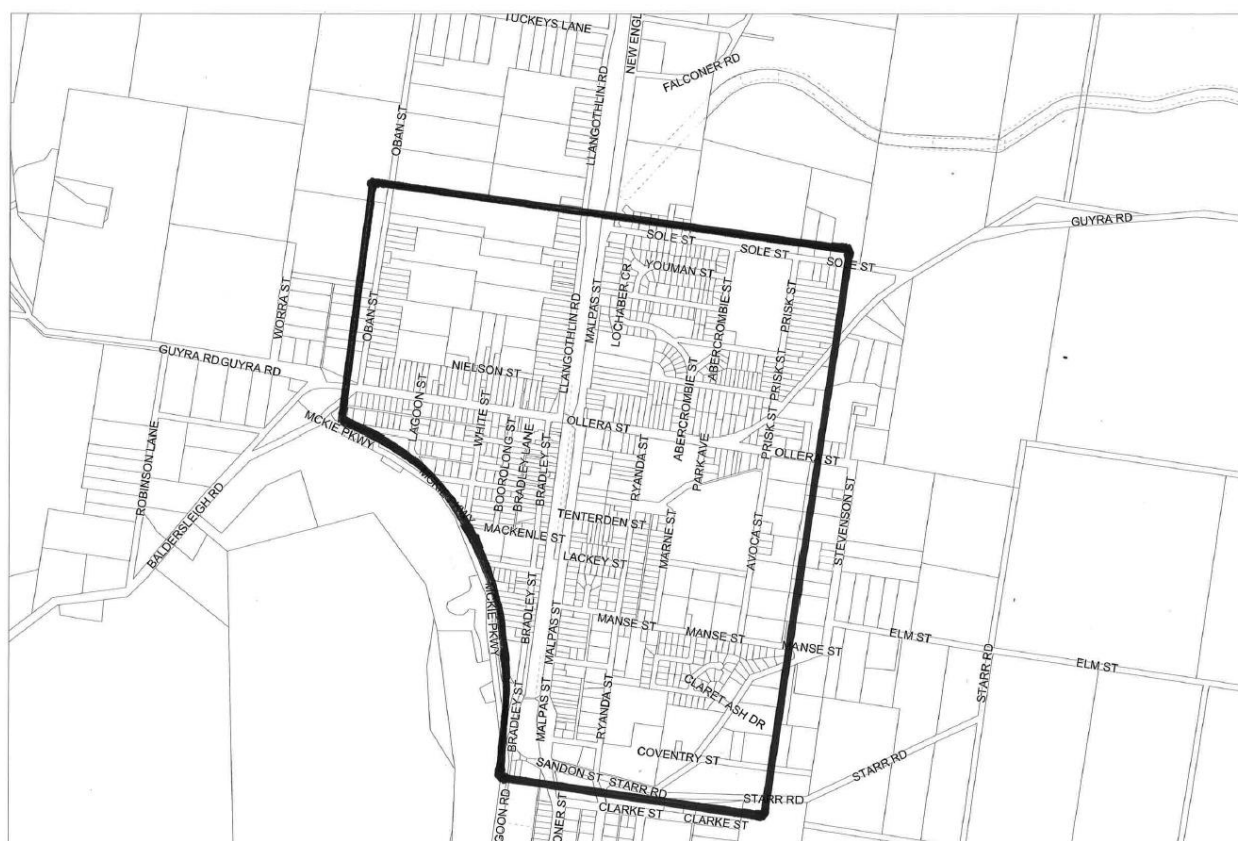 TUCKEYS LANE
NEW ENGL
FALCONER RD
LLANGOTHLIN RD
OBAN ST
GUYRA RD
SOLE ST
SOLE ST
SOLE ST
YOUMAN ST
LOCHABER CR
WORRA ST
OBAN ST
LLANGOTHLIN RD
MALPAS ST
ABERCROMBIE ST
PRISK ST
GUYRA RD
GUYRA RD
NIELSON ST
PRISK ST
LAGOON ST
WHITE ST
MCKIE PKWY
OLLERA ST
ABERCROMBIE ST
PRISK ST
OLLERA ST
ROBINSON LANE
BOOROLONG ST
BRADLEY LANE
BRADLEY ST
RYANDA ST
PARK AVE
BALDERSLEIGH RD
MACKENLE ST
TENTERDEN ST
LACKEY ST
MARNE ST
AVOCA ST
STEVENSON ST
MCKIE PKWY
BRADLEY ST
MALPAS ST
MANSE ST
MANSE ST
MANSE ST
ELM ST
ELM ST
STARR RD
BRADLEY ST
MALPAS ST
RYANDA ST
CLARET ASH DR
COVENTRY ST
SANDON ST
STARR RD
STARR RD
STARR RD
GOON RD
ONER ST
CLARKE ST
CLARKE ST